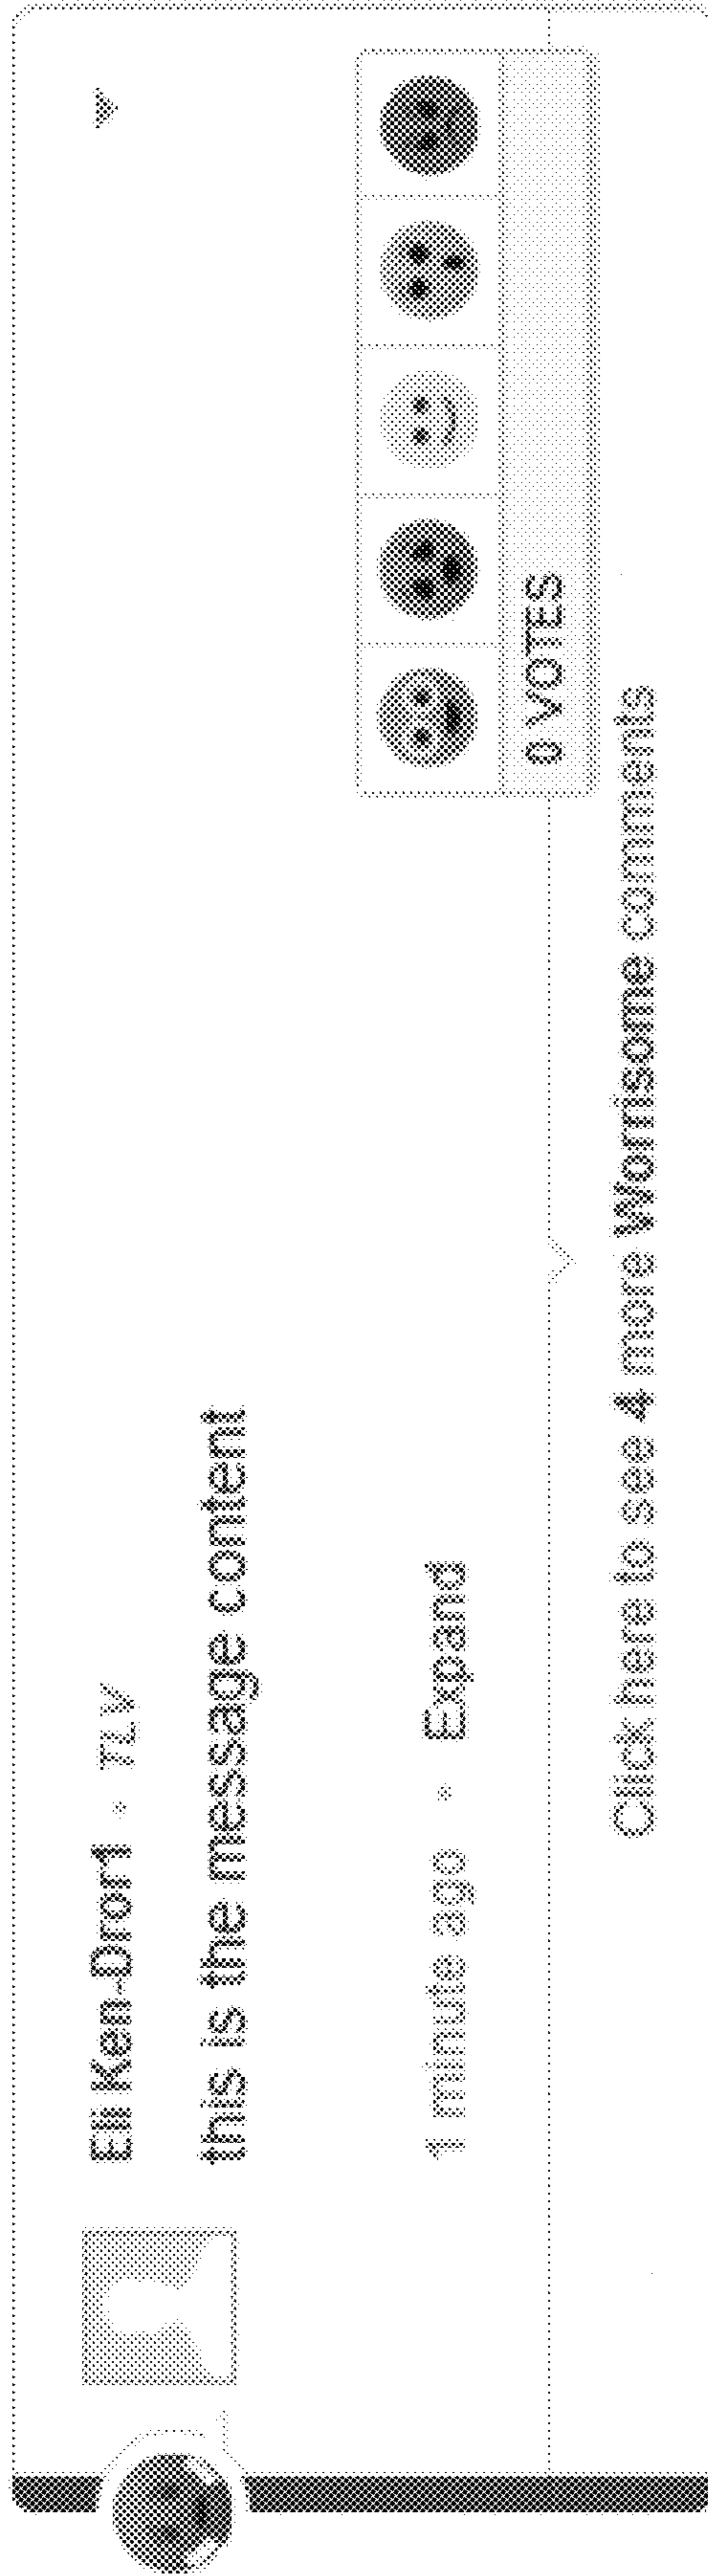 Eli Ken-Dror1 • TLV
this is the message content
1 minute ago • Expand
0 VOTES
Click here to see 4 more Worrisome comments